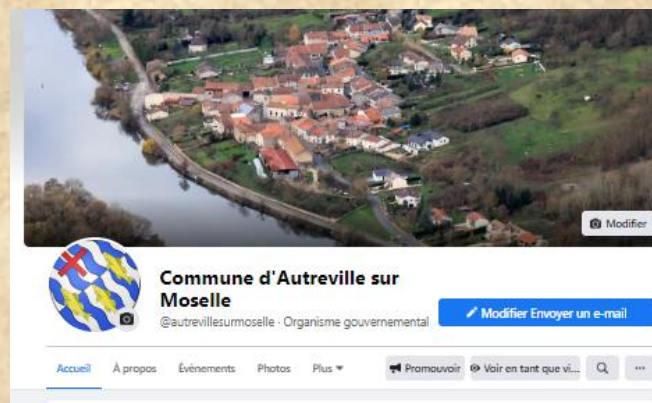 Modifier
Commune d'Autreville sur
Moselle
@autrevillesurmoselle · Organisme gouvernemental
Modifier Envoyer un e-mail
Accueil À propos Évènements Photos Plus Promouvoir Voir en tant que vi... ...